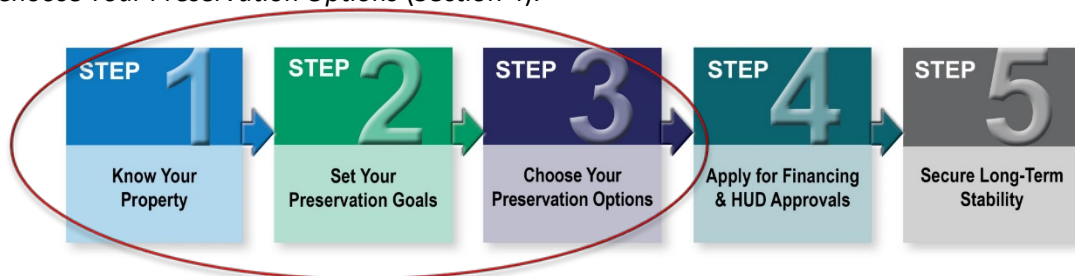 Choose Your Preservation Options (Section 4).
STEP 1
Know Your
Property
STEP 2
Set Your
Preservation Goals
STEP 3
Choose Your
Preservation Options
STEP 4
Apply for Financing
& HUD Approvals
STEP 5
Secure Long-Term
Stability